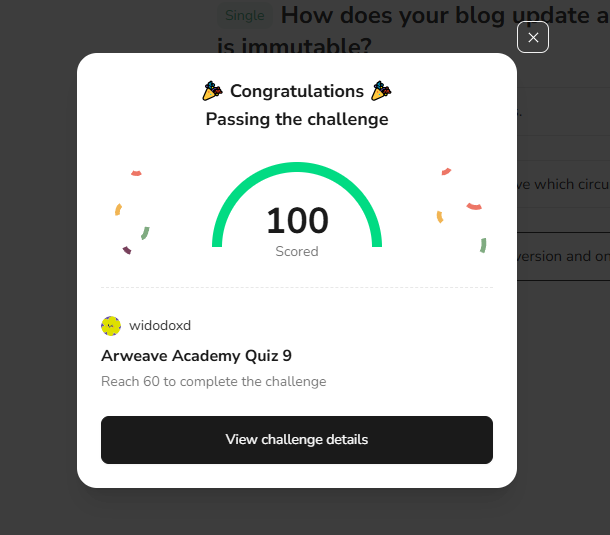 Single How does your blog update a
is immutable?
Congratulations
Passing the challenge
100
Scored
ve which circu
version and on
widodoxd
Arweave Academy Quiz 9
Reach 60 to complete the challenge
View challenge details